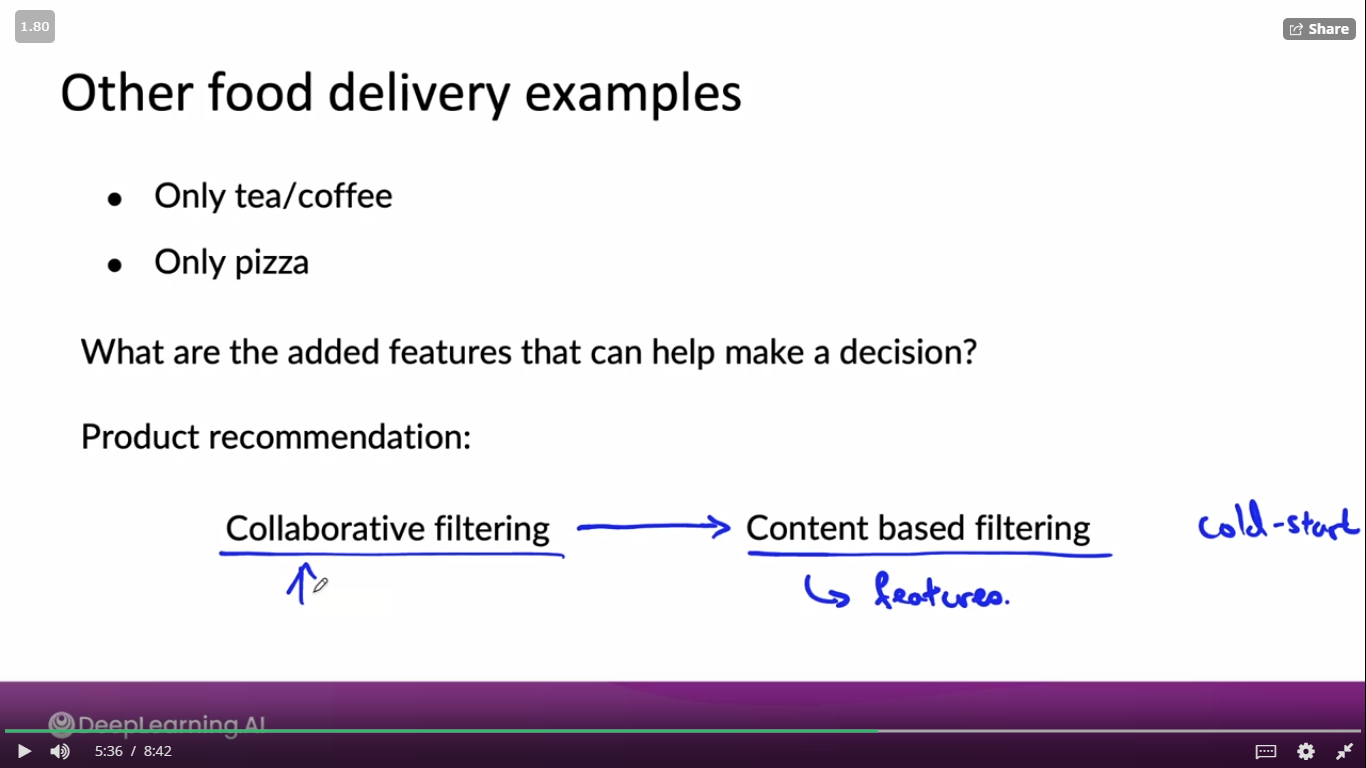 1.80
Share
Other food delivery examples
• Only tea/coffee
• Only pizza
What are the added features that can help make a decision?
Product recommendation:
Collaborative filtering → Content based filtering cold-start
↑ ↳ features.
DeepLearning.AI
5:36 / 8:42